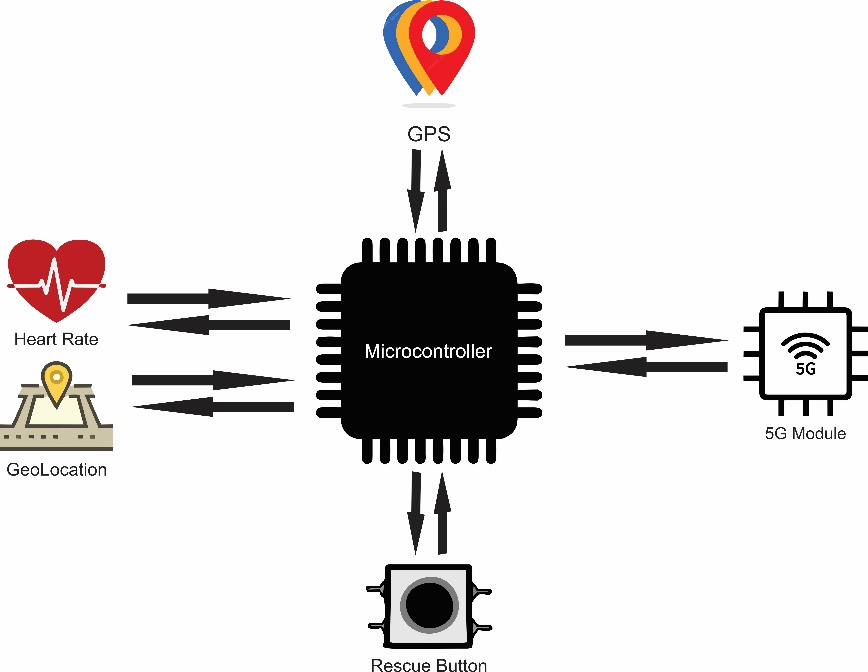 GPS
Heart Rate
Microcontroller
5G
5G Module
GeoLocation
Rescue Button